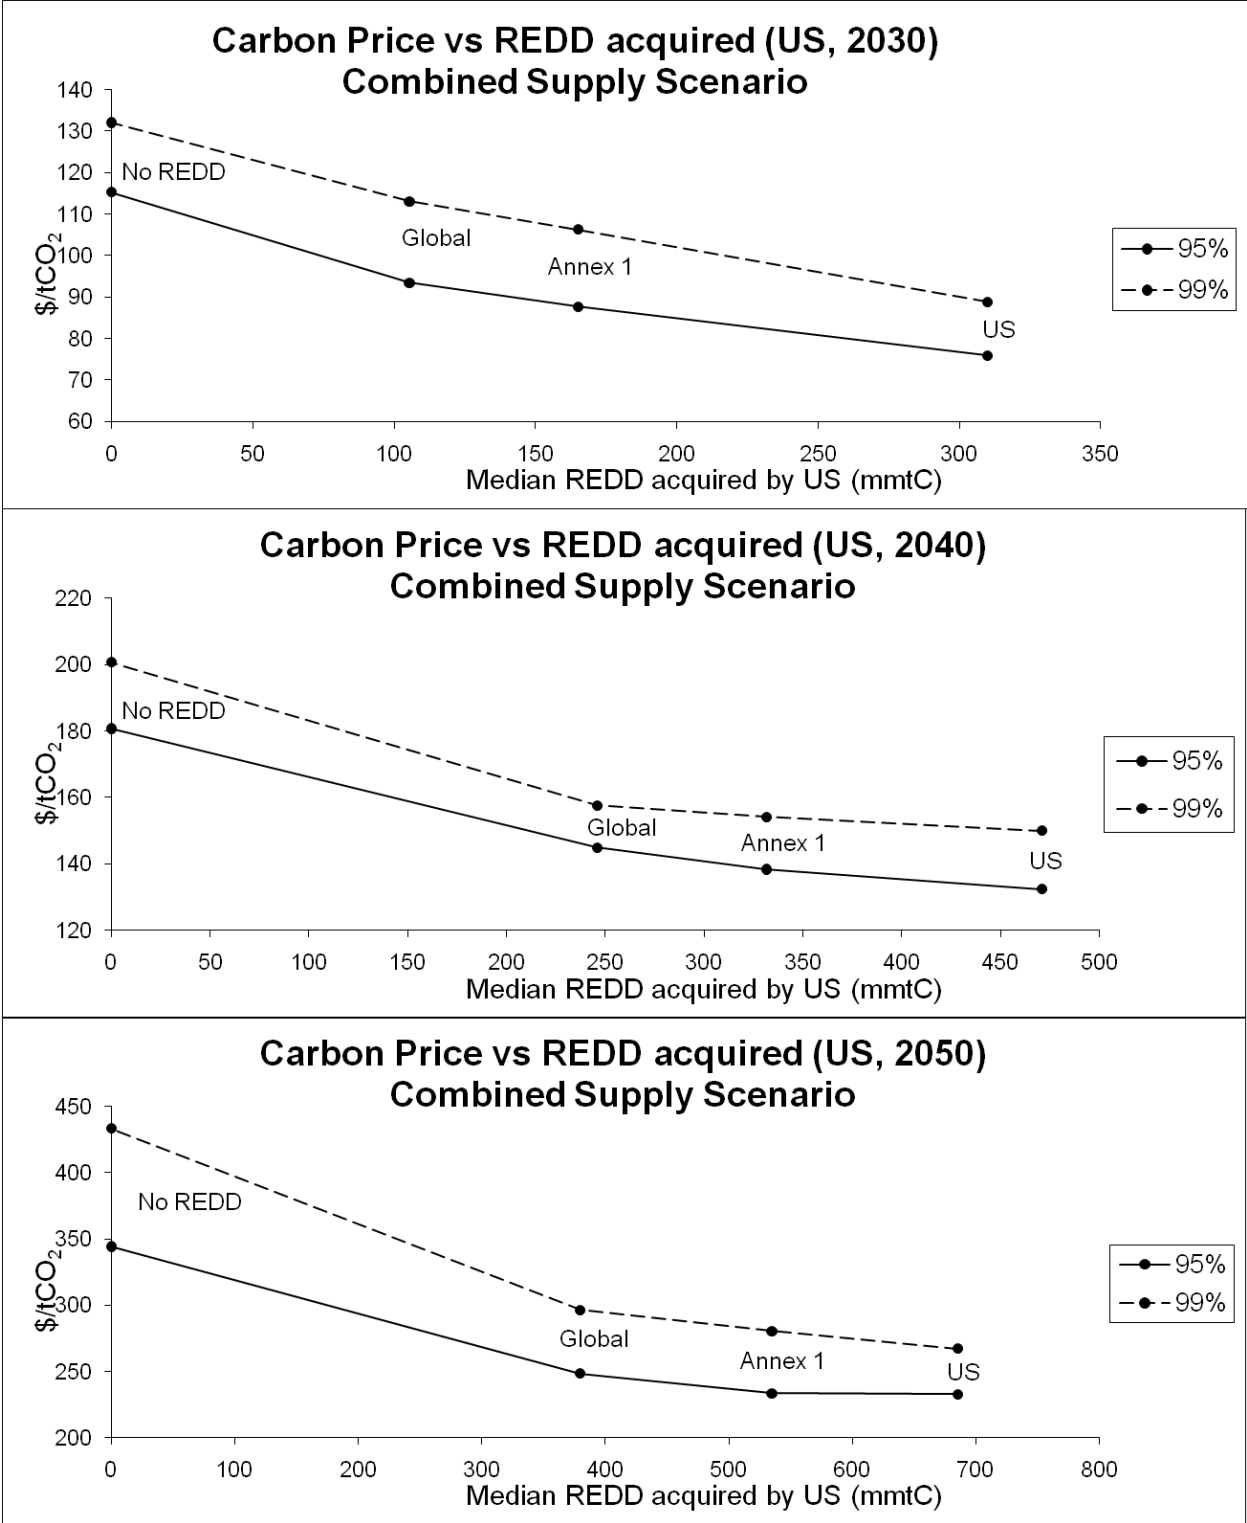 Carbon Price vs REDD acquired (US, 2030)
Combined Supply Scenario
140
130
120
110
100
90
80
70
60
$/tCO₂
No REDD
Global
Annex 1
US
95%
99%
0 50 100 150 200 250 300 350
Median REDD acquired by US (mmtC)
Carbon Price vs REDD acquired (US, 2040)
Combined Supply Scenario
220
200
180
160
140
120
$/tCO₂
No REDD
Global
Annex 1
US
95%
99%
0 50 100 150 200 250 300 350 400 450 500
Median REDD acquired by US (mmtC)
Carbon Price vs REDD acquired (US, 2050)
Combined Supply Scenario
450
400
350
300
250
200
$/tCO₂
No REDD
Global
Annex 1
US
95%
99%
0 100 200 300 400 500 600 700 800
Median REDD acquired by US (mmtC)